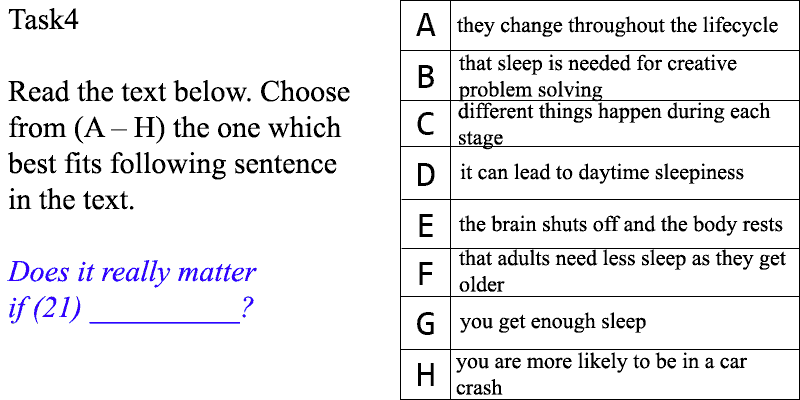 Task4
Read the text below. Choose
from (A – H) the one which
best fits following sentence
in the text.
Does it really matter
if (21) __________?
A they change throughout the lifecycle
B that sleep is needed for creative
problem solving
C different things happen during each
stage
D it can lead to daytime sleepiness
E the brain shuts off and the body rests
F that adults need less sleep as they get
older
G you get enough sleep
H you are more likely to be in a car
crash